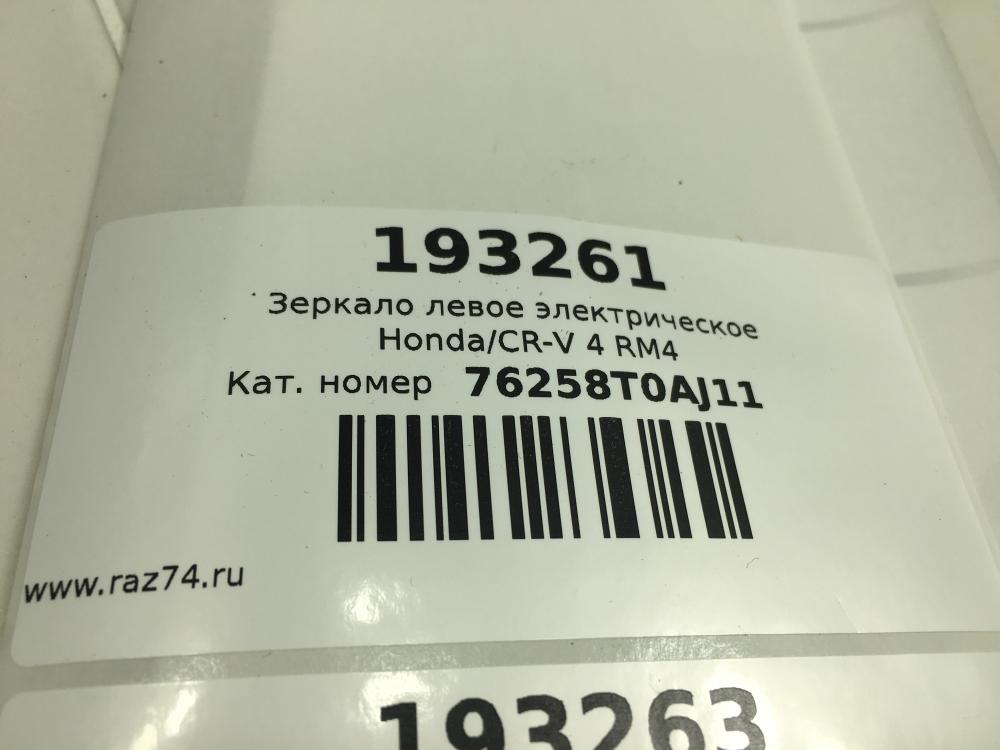 193261
Зеркало левое электрическое
Honda/CR-V 4 RM4
Кат. номер 76258T0AJ11
www.raz74.ru
193263